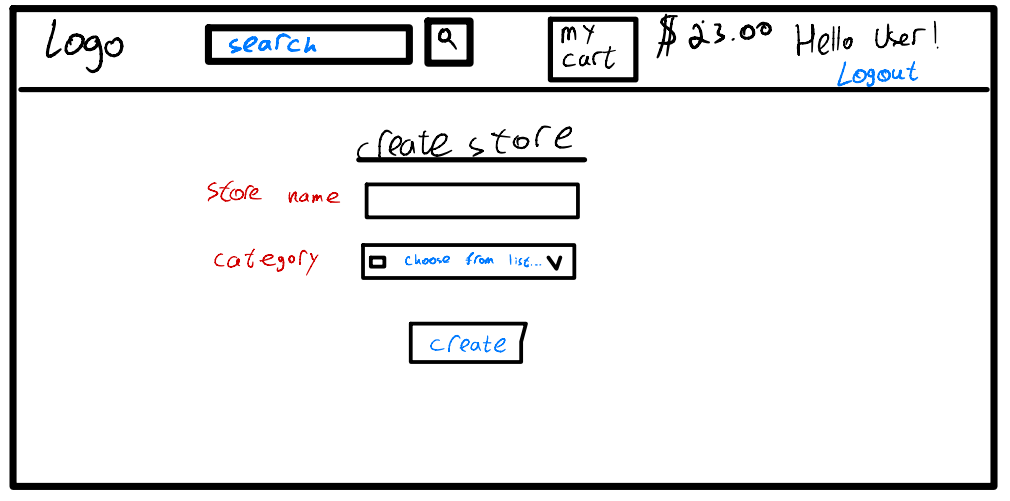 Logo search my cart $ 23.00 Hello User!
Logout
create store
store name
category choose from list...
create